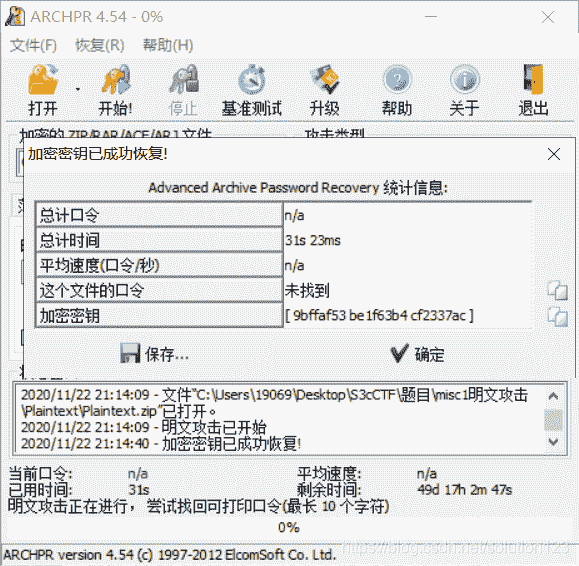 ARCHPR 4.54 - 0%
文件(F) 恢复(R) 帮助(H)
打开 开始! 停止 基准测试 升级 帮助 关于 退出
加密的 ZIP/RAR/ACE/ARJ 文件 攻击类型
加密密钥已成功恢复!
Advanced Archive Password Recovery 统计信息:
总计口令 n/a
总计时间 31s 23ms
平均速度(口令/秒) n/a
这个文件的口令 未找到
加密密钥 [ 9bffaf53 be1f63b4 cf2337ac ]
保存... 确定
2020/11/22 21:14:09 - 文件"C:\Users\19069\Desktop\S3cCTF\题目\misc1明文攻击
\Plaintext\Plaintext.zip"已打开。
2020/11/22 21:14:09 - 明文攻击已开始
2020/11/22 21:14:40 - 加密密钥已成功恢复!
当前口令: n/a 平均速度: n/a
已用时间: 31s 剩余时间: 49d 17h 2m 47s
明文攻击正在进行，尝试找回可打印口令(最长 10 个字符)
0%
ARCHPR version 4.54 (c) 1997-2012 ElcomSoft Co. Ltd.